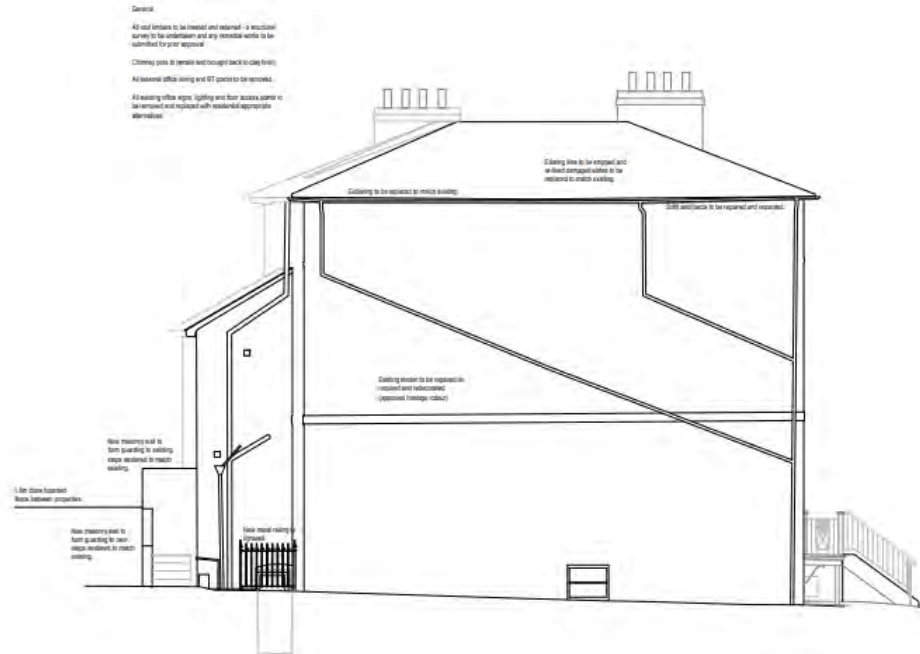 General
All roof timbers to be treated and retained - a structural
survey to be undertaken and any remedial works to be
submitted for prior approval
Chimney pots to remain and brought back to clay finish
All external office wiring and BT points to be removed.
All existing office signs, lighting and door access points to
be removed and replaced with residential appropriate
alternatives
Existing tiles to be stripped and
re-fixed damaged slates to be
replaced to match existing
Guttering to be replaced to match existing
Soffit and fascia to be repaired and repainted.
Existing render to be repaired as
required and redecorated
(approved heritage colour)
New masonry wall to
form guarding to existing
steps rendered to match
existing.
close boarded
fence between properties
New masonry wall to
form guarding to new
steps rendered to match
existing.
New metal railing to